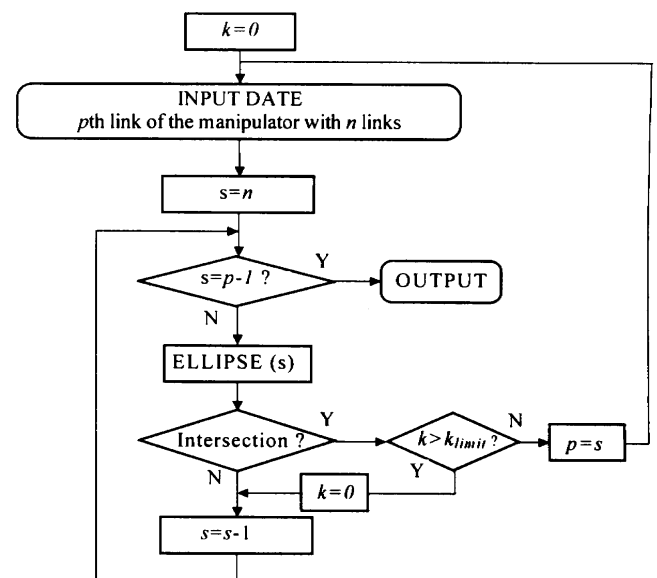 k=0
INPUT DATE
pth link of the manipulator with n links
s=n
s=p-1 ?
Y
OUTPUT
N
ELLIPSE (s)
Intersection ?
Y
k>klimit ?
N
p=s
N
Y
k=0
s=s-1